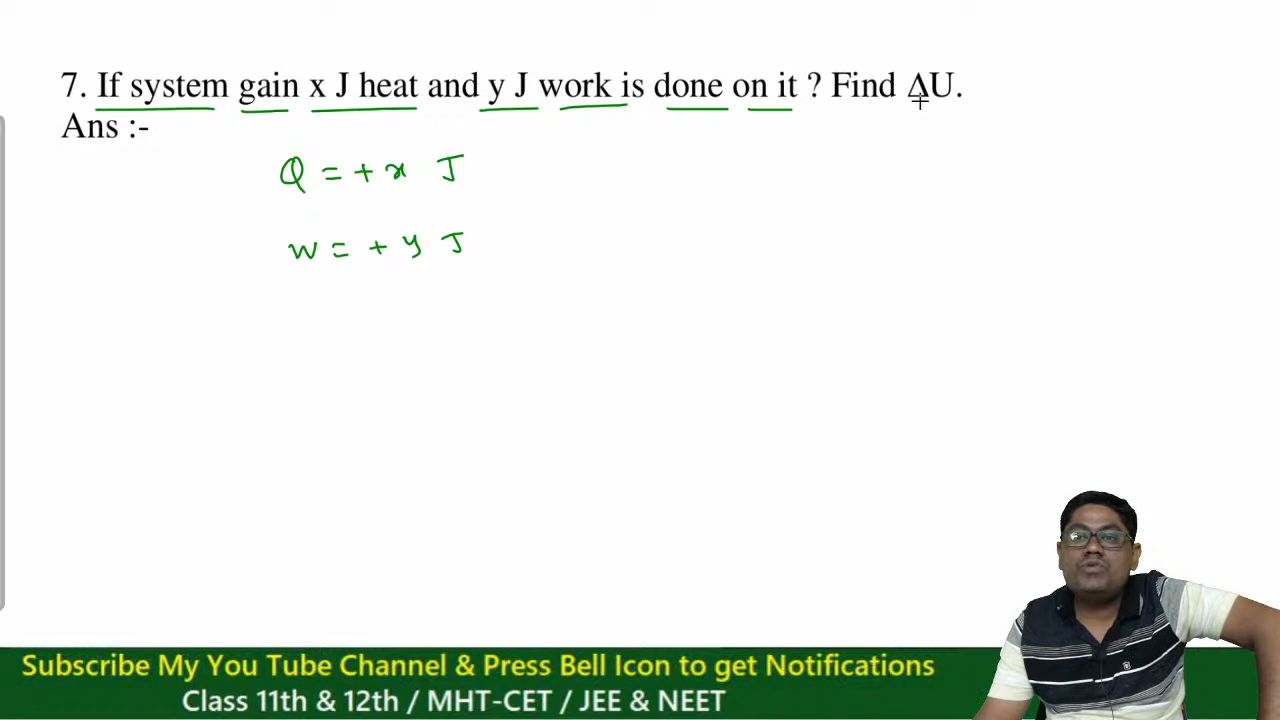 7. If system gain x J heat and y J work is done on it ? Find ΔU.
Ans :-
Q = + x J
W = + y J
Subscribe My You Tube Channel & Press Bell Icon to get Notifications
Class 11th & 12th / MHT-CET / JEE & NEET